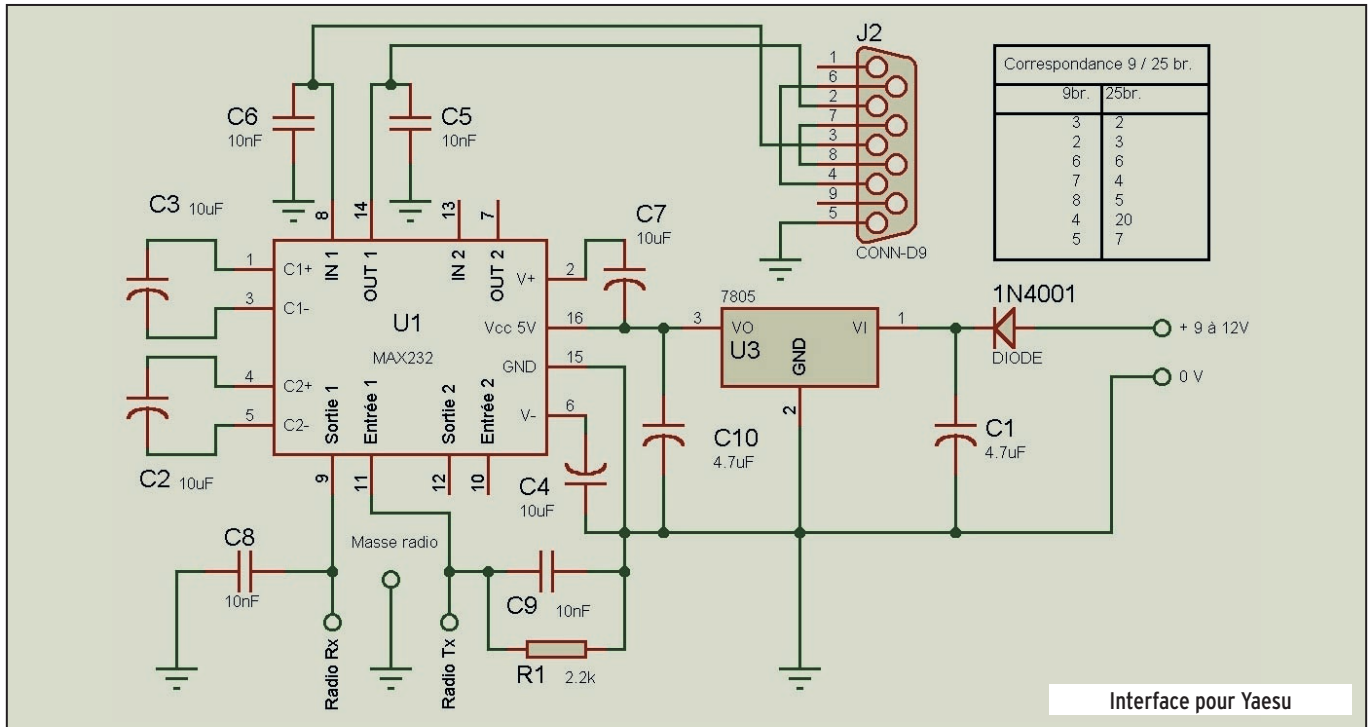 J2
1
6
2
7
3
8
4
9
5
CONN-D9
Correspondance 9 / 25 br.
9br. 25br.
3 2
2 3
6 6
7 4
8 5
4 20
5 7
C6
10nF
C5
10nF
C3 10uF
C7
10uF
8
14
13
7
IN 1
OUT 1
IN 2
OUT 2
1 C1+
3 C1-
4 C2+
5 C2-
U1
MAX232
V+ 2
Vcc 5V 16
GND 15
V- 6
Sortie 1
Entrée 1
Sortie 2
Entrée 2
9
11
12
10
C2 10uF
C4
10uF
7805
3 VO
VI 1
U3
GND
2
1N4001
DIODE
+ 9 à 12V
0 V
C10
4.7uF
C1
4.7uF
C8
10nF
Masse radio
C9 10nF
R1 2.2k
Radio Rx
Radio Tx
Interface pour Yaesu